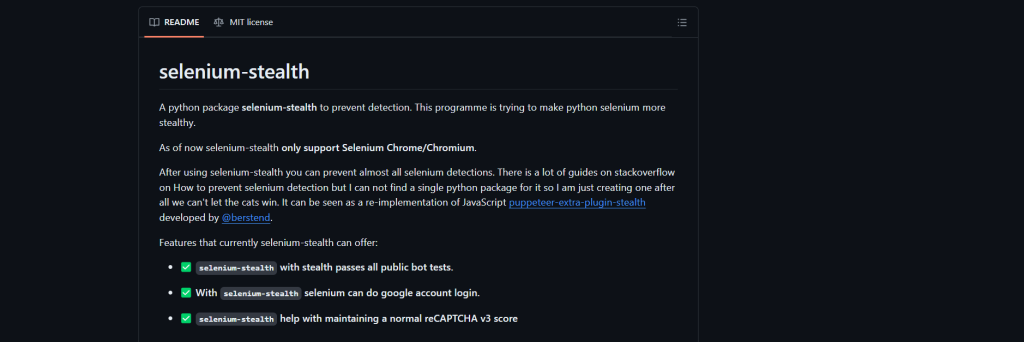 README MIT license
selenium-stealth
A python package selenium-stealth to prevent detection. This programme is trying to make python selenium more
stealthy.
As of now selenium-stealth only support Selenium Chrome/Chromium.
After using selenium-stealth you can prevent almost all selenium detections. There is a lot of guides on stackoverflow
on How to prevent selenium detection but I can not find a single python package for it so I am just creating one after
all we can't let the cats win. It can be seen as a re-implementation of JavaScript puppeteer-extra-plugin-stealth
developed by @berstend.
Features that currently selenium-stealth can offer:
• ✅ selenium-stealth with stealth passes all public bot tests.
• ✅ With selenium-stealth selenium can do google account login.
• ✅ selenium-stealth help with maintaining a normal reCAPTCHA v3 score